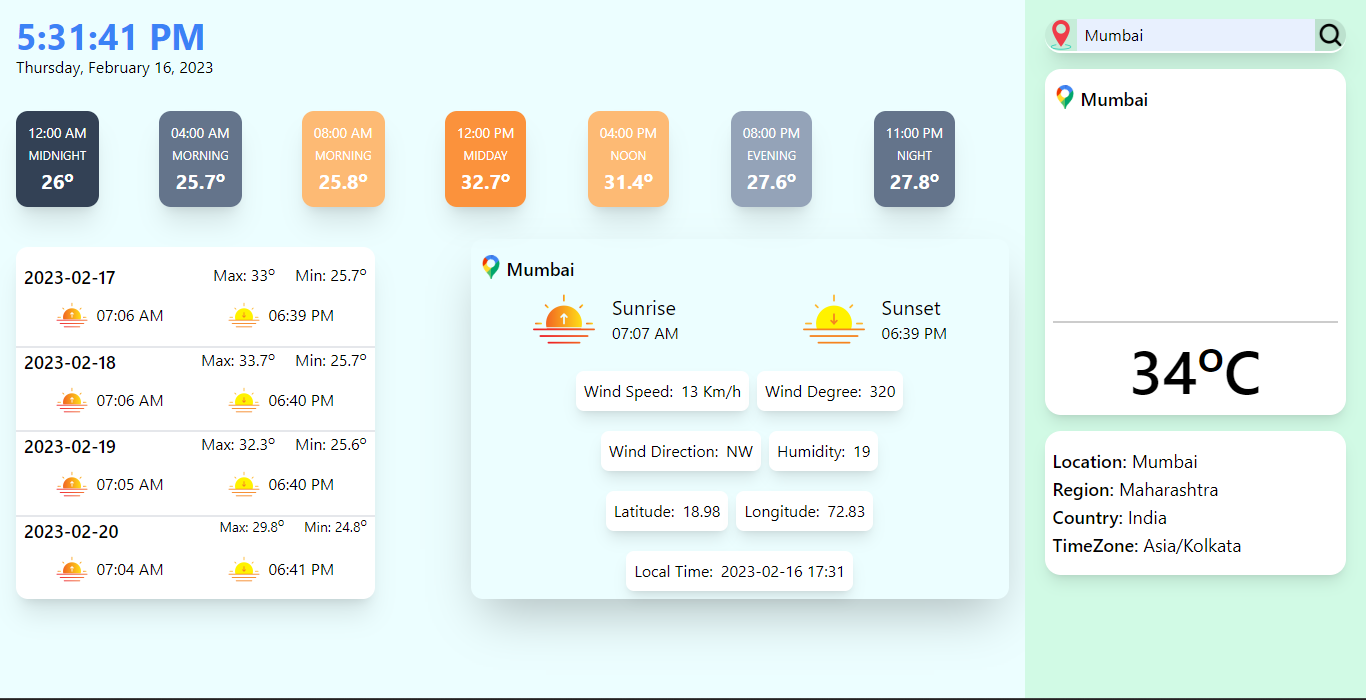 5:31:41 PM
Thursday, February 16, 2023
12:00 AM
MIDNIGHT
26º
04:00 AM
MORNING
25.7º
08:00 AM
MORNING
25.8º
12:00 PM
MIDDAY
32.7º
04:00 PM
NOON
31.4º
08:00 PM
EVENING
27.6º
11:00 PM
NIGHT
27.8º
2023-02-17 Max: 33º Min: 25.7º
07:06 AM 06:39 PM
2023-02-18 Max: 33.7º Min: 25.7º
07:06 AM 06:40 PM
2023-02-19 Max: 32.3º Min: 25.6º
07:05 AM 06:40 PM
2023-02-20 Max: 29.8º Min: 24.8º
07:04 AM 06:41 PM
Mumbai
Sunrise
07:07 AM
Sunset
06:39 PM
Wind Speed: 13 Km/h Wind Degree: 320
Wind Direction: NW Humidity: 19
Latitude: 18.98 Longitude: 72.83
Local Time: 2023-02-16 17:31
Mumbai
Mumbai
34ºC
Location: Mumbai
Region: Maharashtra
Country: India
TimeZone: Asia/Kolkata